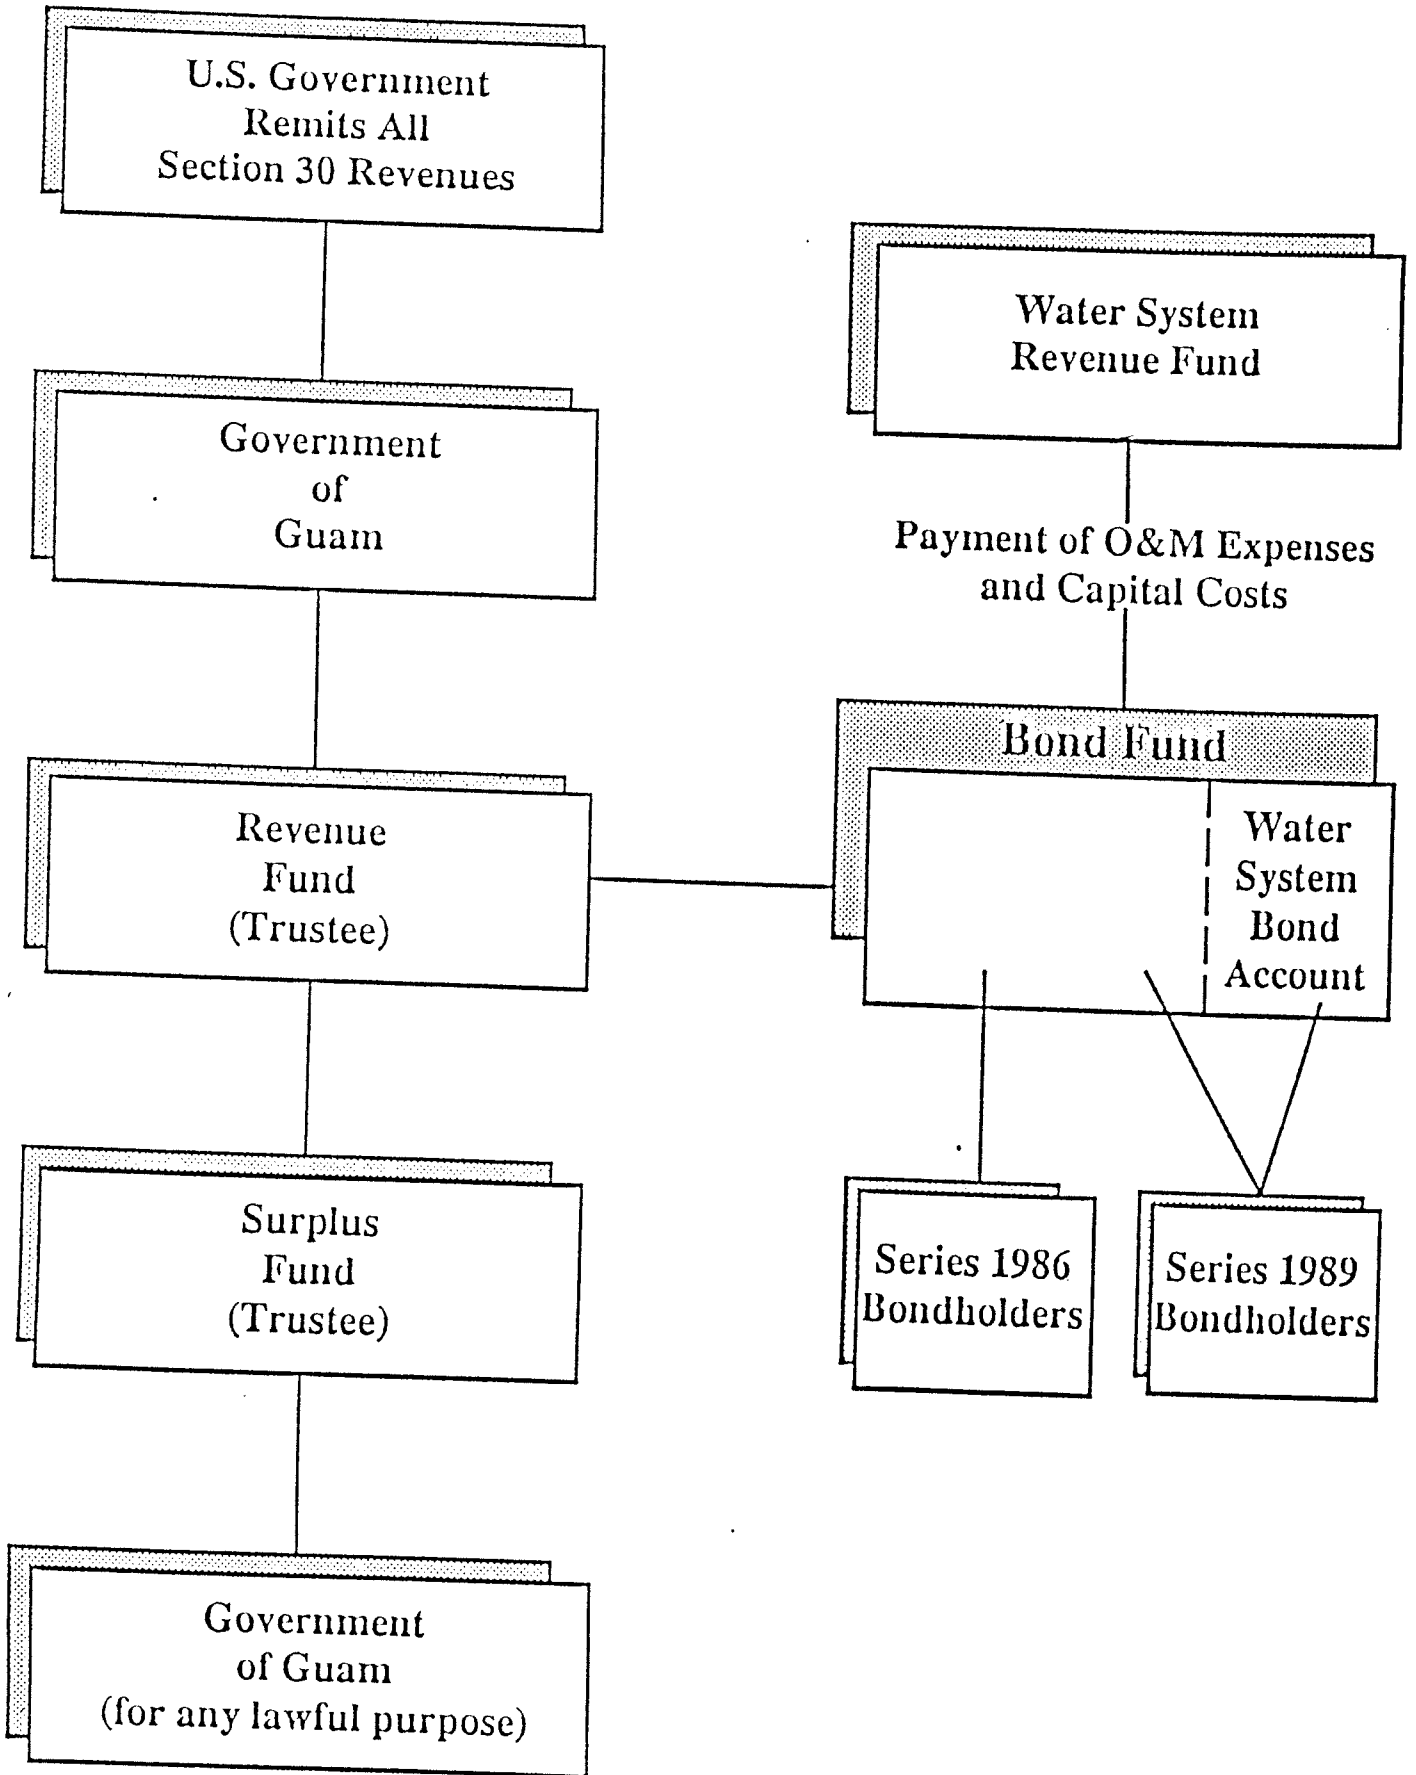 U.S. Government
Remits All
Section 30 Revenues
Government
of
Guam
Revenue
Fund
(Trustee)
Surplus
Fund
(Trustee)
Government
of Guam
(for any lawful purpose)
Water System
Revenue Fund
Payment of O&M Expenses
and Capital Costs
Bond Fund
Water
System
Bond
Account
Series 1986
Bondholders
Series 1989
Bondholders